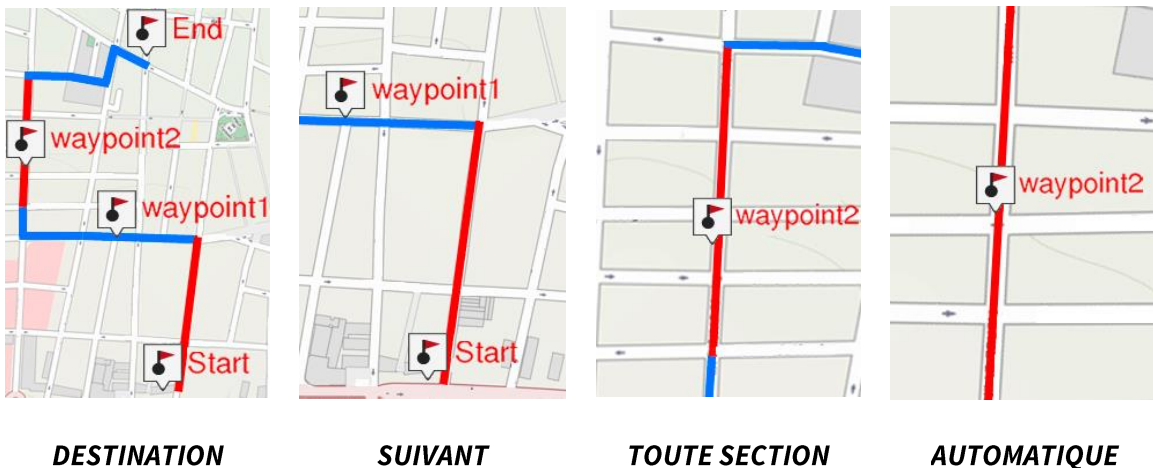 End
waypoint2
waypoint1
Start
waypoint1
Start
waypoint2
waypoint2
DESTINATION
SUIVANT
TOUTE SECTION
AUTOMATIQUE